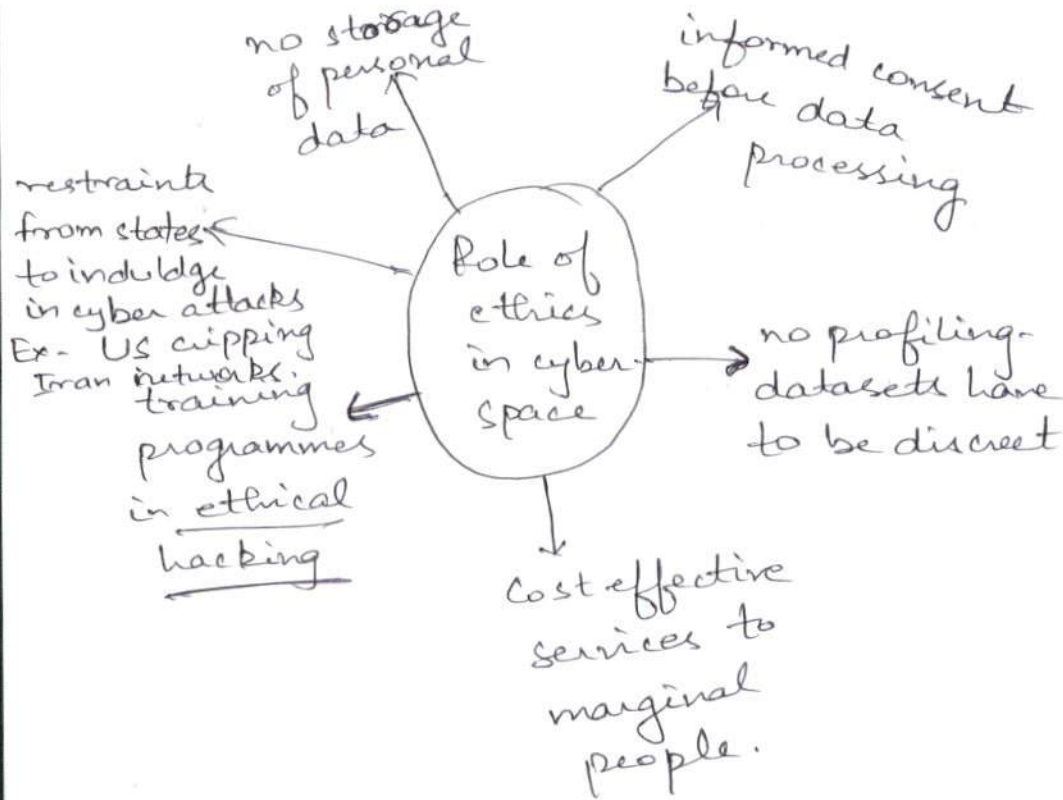 no storage
of personal
data
informed consent
before data
processing
restraints
from states
to induldge
in cyber attacks
Ex- US cripping
Iran networks.
Role of
ethics
in cyber
space
no profiling-
datasets have
to be discreet
training
programmes
in ethical
hacking
Cost effective
services to
marginal
people.